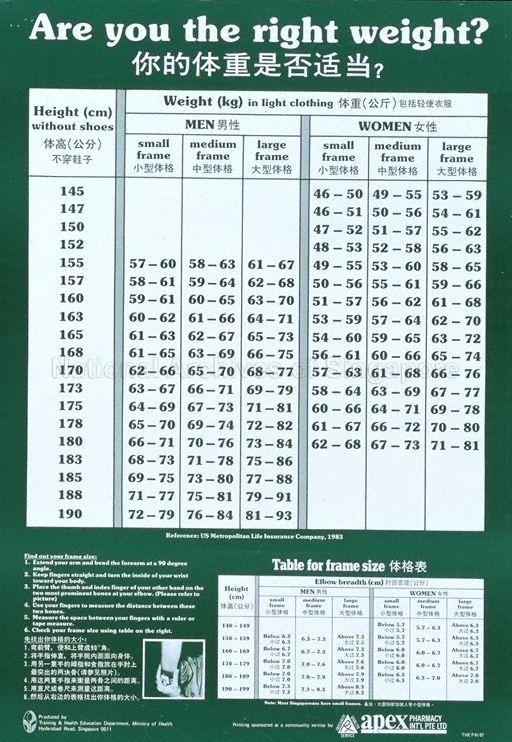 Are you the right weight?
你的体重是否适当?
Height (cm) without shoes 体高(公分) 不穿鞋子
Weight (kg) in light clothing 体重(公斤)包括轻便衣服
MEN 男性 WOMEN 女性
small frame 小型体格 medium frame 中型体格 large frame 大型体格 small frame 小型体格 medium frame 中型体格 large frame 大型体格
145 46 – 50 49 – 55 53 – 59
147 46 – 51 50 – 56 54 – 61
150 47 – 52 51 – 57 55 – 62
152 48 – 53 52 – 58 56 – 63
155 57 – 60 58 – 63 61 – 67 49 – 55 53 – 60 58 – 65
157 58 – 61 59 – 64 62 – 68 50 – 56 55 – 61 59 – 66
160 59 – 61 60 – 65 63 – 70 51 – 57 56 – 62 61 – 68
163 60 – 62 61 – 66 64 – 71 53 – 59 57 – 64 62 – 70
165 61 – 63 62 – 67 65 – 73 54 – 60 59 – 65 63 – 72
168 61 – 65 63 – 69 66 – 75 56 – 61 60 – 66 65 – 74
170 62 – 66 65 – 70 68 – 77 57 – 63 61 – 68 66 – 76
173 63 – 67 66 – 71 69 – 79 58 – 64 63 – 69 67 – 77
175 64 – 69 67 – 73 71 – 81 60 – 66 64 – 71 69 – 78
178 65 – 70 69 – 74 72 – 82 61 – 67 66 – 72 70 – 80
180 66 – 71 70 – 76 73 – 84 62 – 68 67 – 73 71 – 81
183 68 – 73 71 – 78 75 – 86
185 69 – 75 73 – 80 77 – 88
188 71 – 77 75 – 81 79 – 91
190 72 – 79 76 – 84 81 – 93
National Archives of Singapore
Reference: US Metropolitan Life Insurance Company, 1983
Find out your frame size:
1. Extend your arm and bend the forearm at a 90 degree
angle.
2. Keep fingers straight and turn the inside of your wrist
toward your body.
3. Place the thumb and index finger of your other hand on the
two most prominent bones at your elbow. (Please refer to
picture)
4. Use your fingers to measure the distance between these
two bones.
5. Measure the space between your fingers with a ruler or
tape measure.
6. Check your frame size using table on the right.
先找出你体格的大小:
1. 弯前臂,使和上臂成90°角。
2. 将手指伸直,将手腕内派面向身体。
3. 用另一隻手的姆指和食指放在手肘上
最突出的两块骨(请参见照片)。
4. 用这两隻手指来衡量两骨之间的距离。
5. 用直尺或卷尺来测量这距离。
6. 然后从右边的表格找出你体格的大小。
Table for frame size 体格表
Height (cm) 体高(公分)
Elbow breadth (cm) 肘部宽度(公分)
MEN 男性 WOMEN 女性
small frame 小型体格 medium frame 中型体格 large frame 大型体格 small frame 小型体格 medium frame 中型体格 large frame 大型体格
140 – 149 Below 5.7 小过 5.7 5.7 – 6.3 Above 6.3 大过 6.3
150 – 159 Below 6.3 小过 6.3 6.3 – 7.3 Above 7.3 大过 7.3 Below 5.7 小过 5.7 5.7 – 6.3 Above 6.3 大过 6.3
160 – 169 Below 6.7 小过 6.7 6.7 – 7.3 Above 7.3 大过 7.3 Below 6.0 小过 6.0 6.0 – 6.7 Above 6.7 大过 6.7
170 – 179 Below 7.0 小过 7.0 7.0 – 7.6 Above 7.6 大过 7.6 Below 6.0 小过 6.0 6.0 – 6.7 Above 6.7 大过 6.7
180 – 189 Below 7.0 小过 7.0 7.0 – 7.9 Above 7.9 大过 7.9 Below 6.3 小过 6.3 6.3 – 7.0 Above 7.0 大过 7.0
190 – 199 Below 7.3 小过 7.3 7.3 – 8.3 Above 8.3 大过 8.3
Note: Most Singaporeans have small frames. 备注:大部份新加坡人有小型体格。
Produced by
Training & Health Education Department, Ministry of Health
Hyderabad Road, Singapore 0511
Printing sponsored as a community service by SERVICE apex PHARMACY INT'L PTE LTD
THE P 81/87